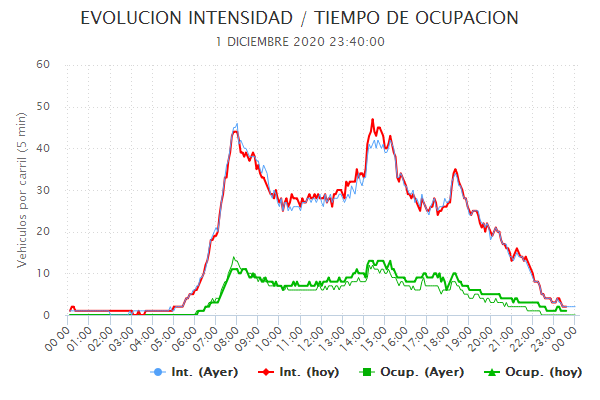 EVOLUCION INTENSIDAD / TIEMPO DE OCUPACION
1 DICIEMBRE 2020 23:40:00
Vehiculos por carril (5 min)
60
50
40
30
20
10
0
00:00 01:00 02:00 03:00 04:00 05:00 06:00 07:00 08:00 09:00 10:00 11:00 12:00 13:00 14:00 15:00 16:00 17:00 18:00 19:00 20:00 21:00 22:00 23:00 00:00
Int. (Ayer) Int. (hoy) Ocup. (Ayer) Ocup. (hoy)